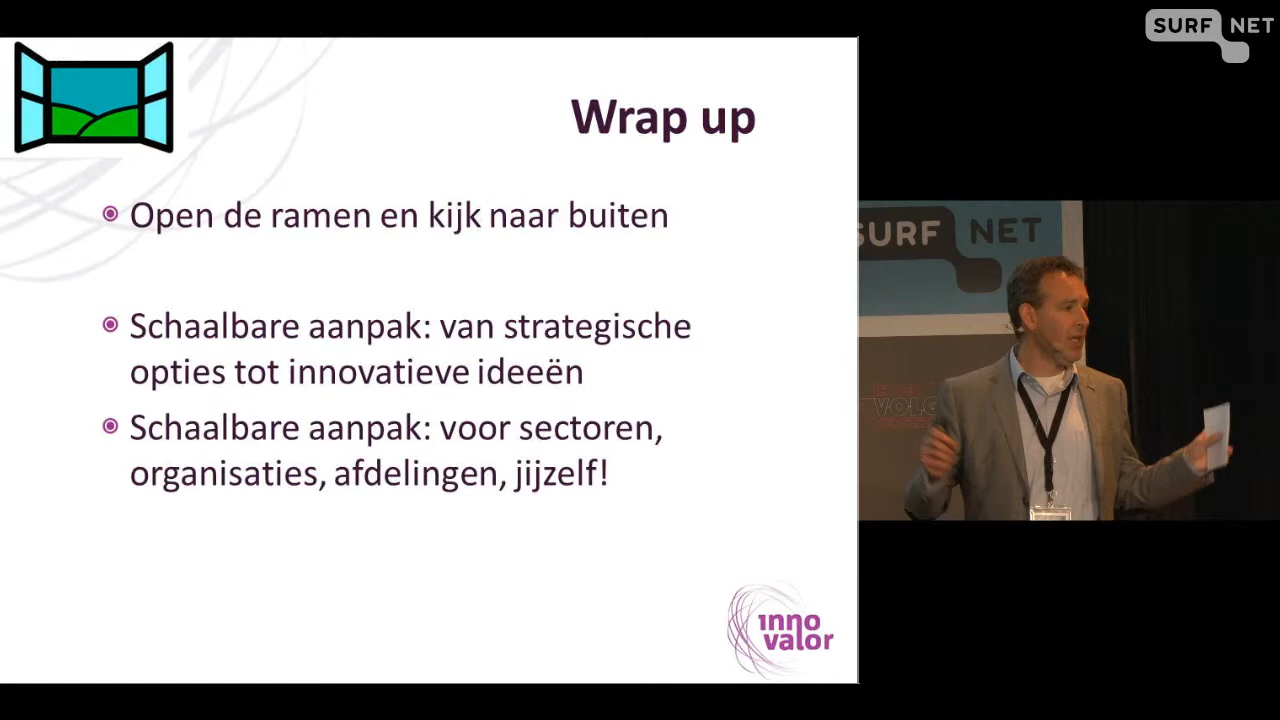 SURF NET
Wrap up
Open de ramen en kijk naar buiten
Schaalbare aanpak: van strategische
opties tot innovatieve ideeën
Schaalbare aanpak: voor sectoren,
organisaties, afdelingen, jijzelf!
inno
valor
SURF NET
VOLG